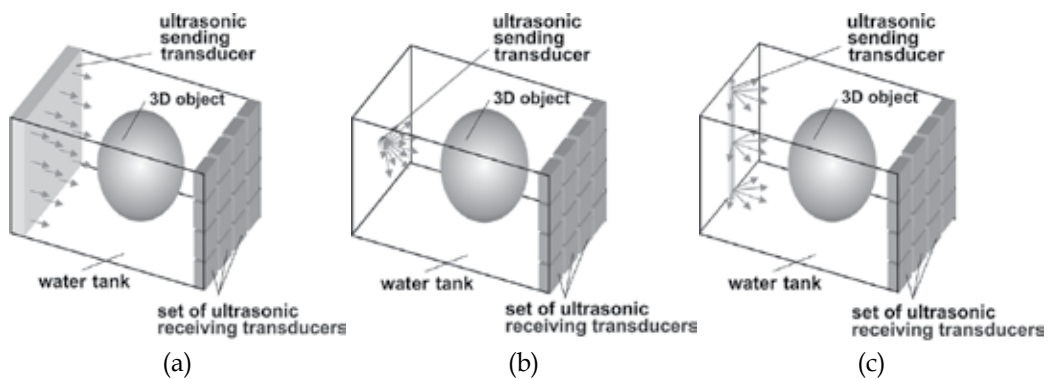 ultrasonic
sending
transducer
3D object
water tank
set of ultrasonic
receiving transducers
(a)
ultrasonic
sending
transducer
3D object
water tank
set of ultrasonic
receiving transducers
(b)
ultrasonic
sending
transducer
3D object
water tank
set of ultrasonic
receiving transducers
(c)